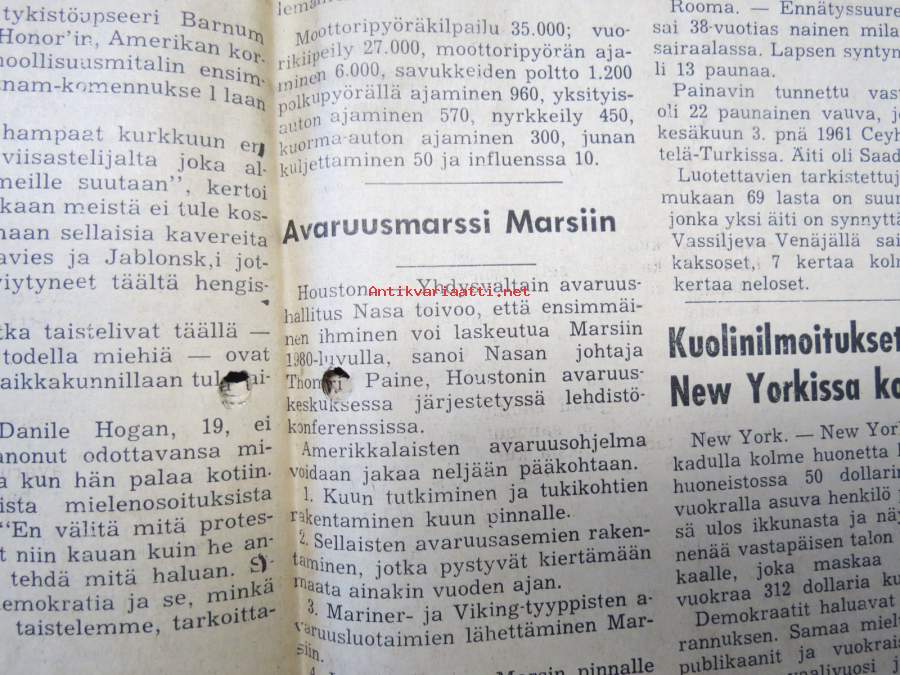 tykistöupseeri Barnum
Honor'in, Amerikan kor-
moollisuusmitalin ensim-
nam-komennukse l laan
hampaat kurkkuun en
viisastelijalta joka al-
meille suutaan", kertoi
kaan meistä ei tule kos-
maan sellaisia kavereita
avies ja Jablonsk,i jot-
viytyneet täältä hengis-
tka taistelivat täällä —
todella miehiä — ovat
aikkakunnillaan
Danile Hogan, 19, ei
anonut odottavansa mi-
a kun hän palaa kotiin.
ista mielenosoituksista
"En välitä mitä protes-
t niin kauan kuin he an-
tehdä mitä haluan. S
demokratia ja se, minkä
taistelemme, tarkoitta-
Moottoripyöräkilpailu 35.000; vuo-
rikiipeily 27.000, moottoripyörän aja-
minen 6.000, savukkeiden poltto 1.200
polkupyörällä ajaminen 960, yksityis-
auton ajaminen 570, nyrkkeily 450,
kuorma-auton ajaminen 300, junan
kuljettaminen 50 ja influenssa 10.
Avaruusmarssi Marsiin
Houston. — Yhdysvaltain avaruus-
hallitus Nasa toivoo, että ensimmäi-
nen ihminen voi laskeutua Marsiin
1980-luvulla, sanoi Nasan johtaja
Paine, Houstonin avaruus-
keskuksessa järjestetyssä lehdistö-
konferenssissa.
Amerikkalaisten avaruusohjelma
voidaan jakaa neljään pääkohtaan.
1. Kuun tutkiminen ja tukikohtien
rakentaminen kuun pinnalle.
2. Sellaisten avaruusasemien raken-
taminen, jotka pystyvät kiertämään
maata ainakin vuoden ajan.
3. Mariner- ja Viking-tyyppisten a-
varuusluotaimien lähettäminen Mar-
siin.
Marsin pinnalle
Antikvariaatti.net
Rooma. — Ennätyssuure
sai 38-vuotias nainen mila
sairaalassa. Lapsen syntyn
li 13 paunaa.
Painavin tunnettu vas
oli 22 paunainen vauva, j
kesäkuun 3. pnä 1961 Ceyh
telä-Turkissa. Äiti oli Saad
Luotettavien tarkistettuj
mukaan 69 lasta on suur
jonka yksi äiti on synnyttä
Vassiljeva Venäjällä sai
kaksoset, 7 kertaa kolm
kertaa neloset.
Kuolinilmoitukset
New Yorkissa ko
New York. — New York
kadulla kolme huonetta
huoneistossa 50 dollarin
vuokralla asuva henkilö
sä ulos ikkunasta ja näy
nenää vastapäisen talon
kaalle, joka maskaa
vuokraa 312 dollaria ku
Demokraatit haluavat
rannuksen. Samaa miel
publikaanit ja vuokrais
vaalivuosi j